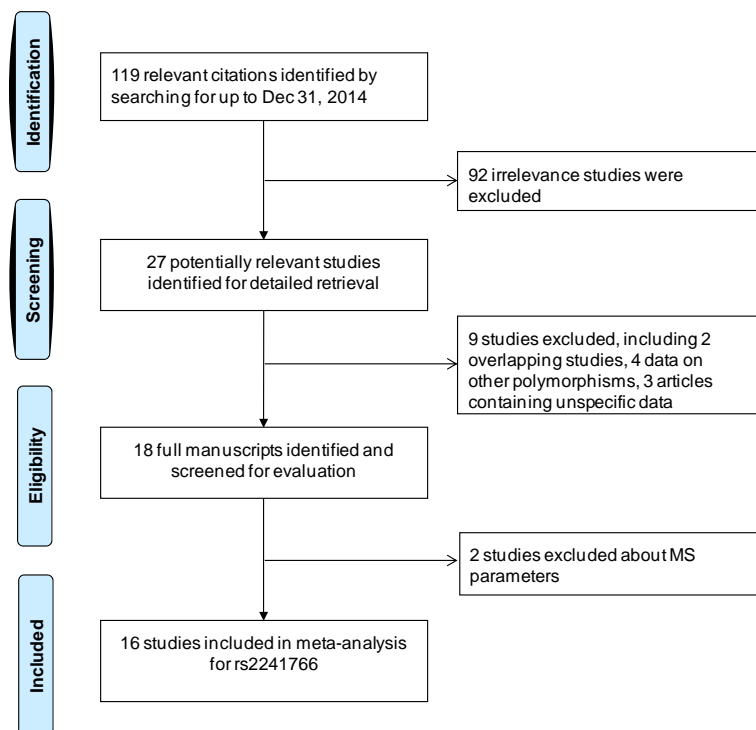 Identification
119 relevant citations identified by
searching for up to Dec 31, 2014
92 irrelevance studies were
excluded
Screening
27 potentially relevant studies
identified for detailed retrieval
9 studies excluded, including 2
overlapping studies, 4 data on
other polymorphisms, 3 articles
containing unspecific data
Eligibility
18 full manuscripts identified and
screened for evaluation
2 studies excluded about MS
parameters
Included
16 studies included in meta-analysis
for rs2241766